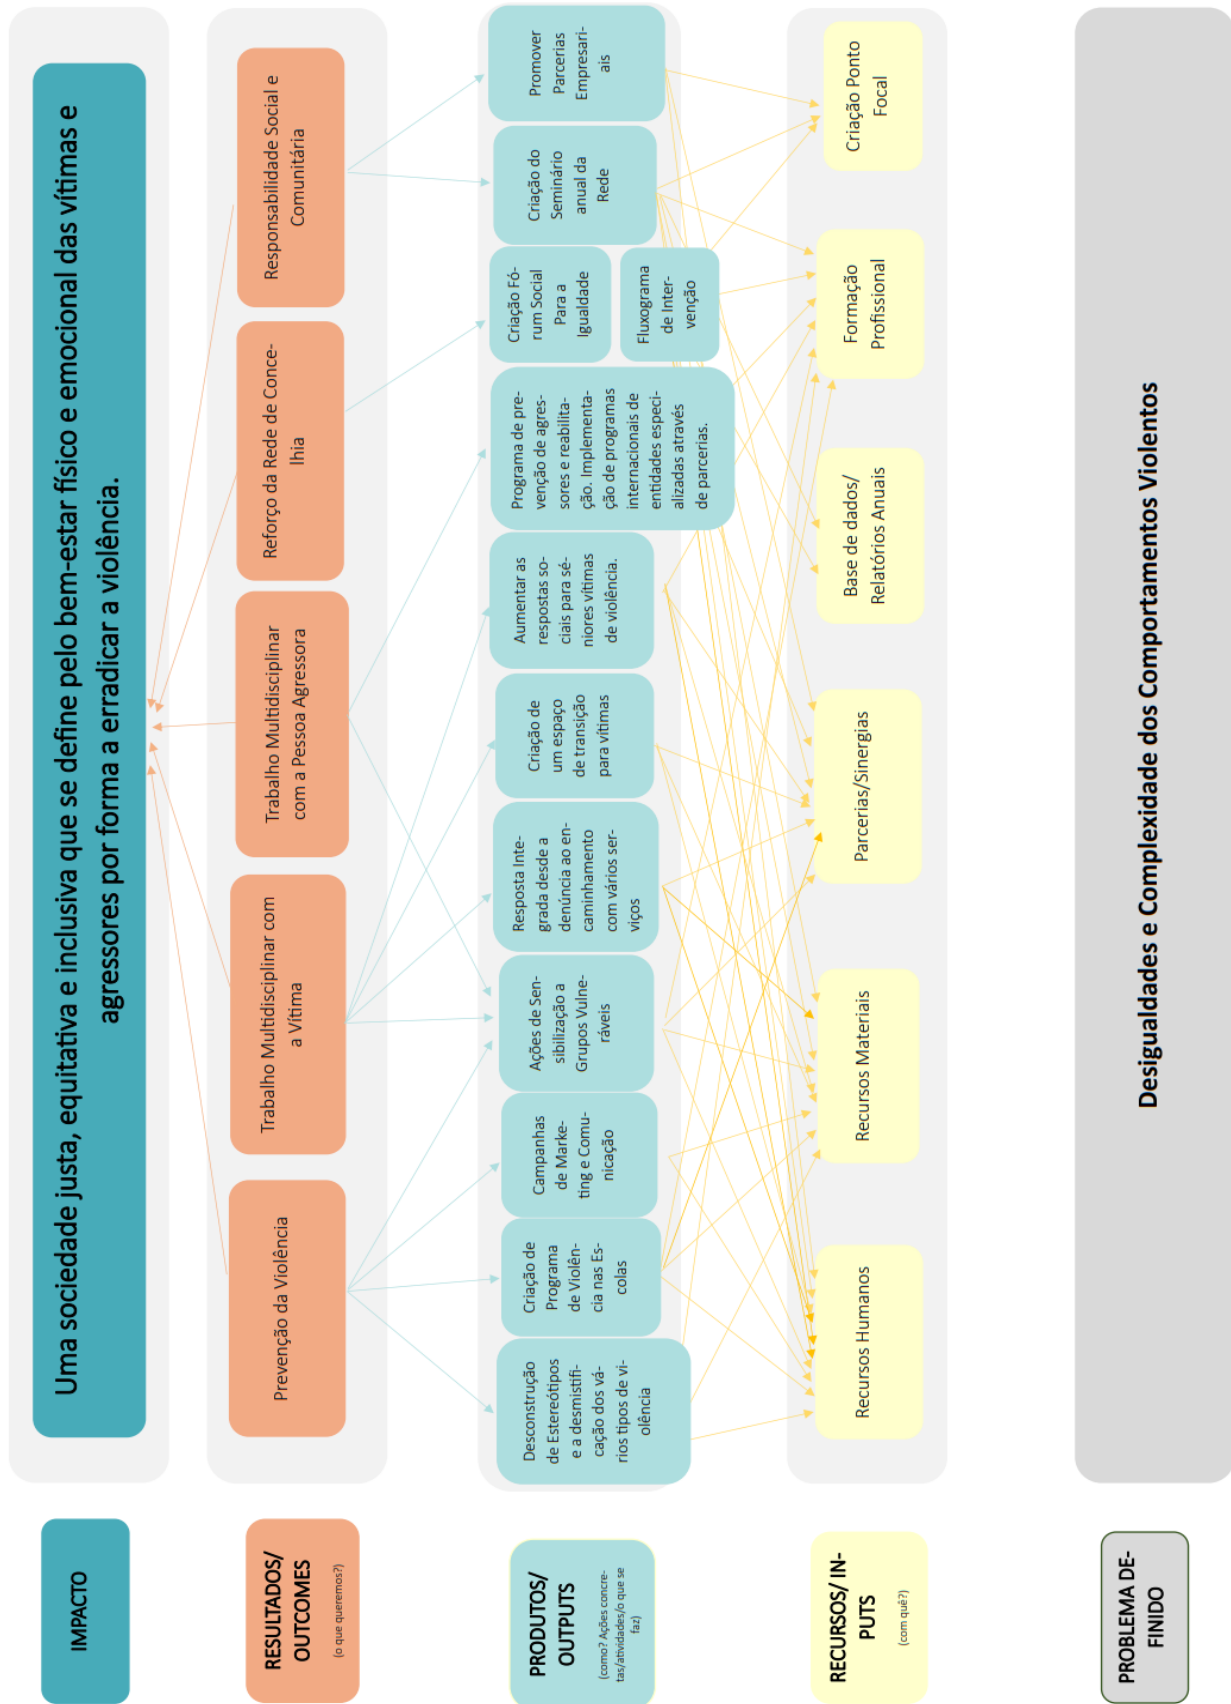 IMPACTO
Uma sociedade justa, equitativa e inclusiva que se define pelo bem-estar físico e emocional das vítimas e
agressores por forma a erradicar a violência.
RESULTADOS/
OUTCOMES
(o que queremos?)
Prevenção da Violência
Trabalho Multidisciplinar com
a Vítima
Trabalho Multidisciplinar
com a Pessoa Agressora
Reforço da Rede de Conce-
lhia
Responsabilidade Social e
Comunitária
PRODUTOS/
OUTPUTS
(como? Ações concre-
tas/atividades/o que se
faz)
Desconstrução
de Estereótipos
e a desmistifi-
cação dos vá-
rios tipos de vi-
olência
Criação de
Programa
de Violên-
cia nas Es-
colas
Campanhas
de Marke-
ting e Comu-
nicação
Ações de Sen-
sibilização a
Grupos Vulne-
ráveis
Resposta Inte-
grada desde a
denúncia ao en-
caminhamento
com vários ser-
viços
Criação de
um espaço
de transição
para vítimas
Aumentar as
respostas so-
ciais para sé-
niores vítimas
de violência.
Programa de pre-
venção de agres-
sores e reabilita-
ção. Implementa-
ção de programas
internacionais de
entidades especi-
alizadas através
de parcerias.
Criação Fó-
rum Social
Para a
Igualdade
Fluxograma
de Inter-
venção
Criação do
Seminário
anual da
Rede
Promover
Parcerias
Empresari-
ais
RECURSOS/ IN-
PUTS
(com quê?)
Recursos Humanos
Recursos Materiais
Parcerias/Sinergias
Base de dados/
Relatórios Anuais
Formação
Profissional
Criação Ponto
Focal
PROBLEMA DE-
FINIDO
Desigualdades e Complexidade dos Comportamentos Violentos